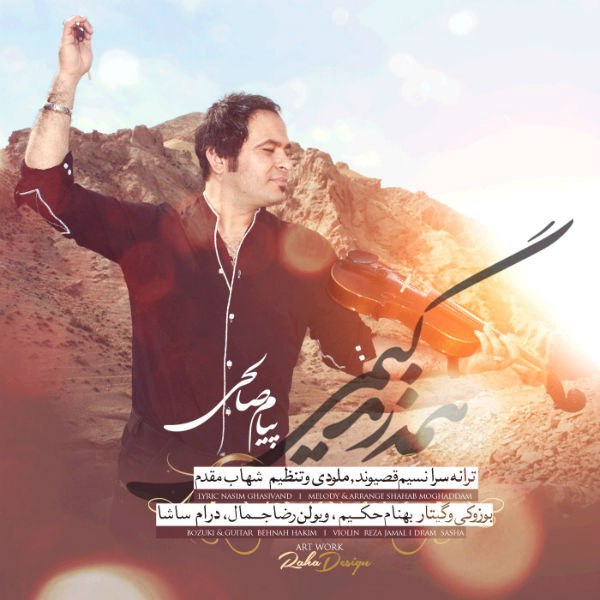 همه زندگیمی
پیام صالحی
ترانه سرا نسیم قصیوند,ملودی و تنظیم شهاب مقدم
LYRIC NASIM GHASIVAND I MELODY & ARRANGE SHAHAB MOGHADDAM
بوزوکی و گیتار بهنام حکیم ، ویولن رضا جمال، درام ساشا
BOZUKI & GUITAR BEHNAH HAKIM I VIOLIN REZA JAMAL I DRAM SASHA
ART WORK
Raha Design